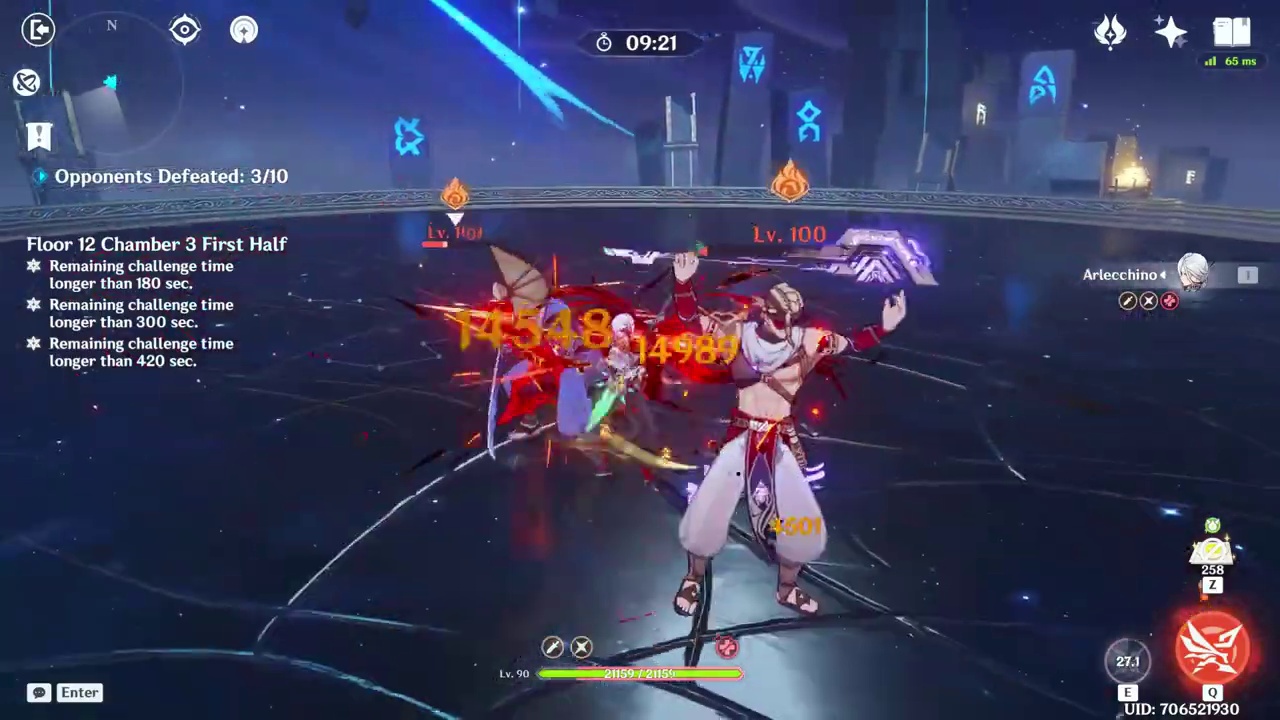 N
09:21
65 ms
Opponents Defeated: 3/10
Lv. 100
Floor 12 Chamber 3 First Half
Remaining challenge time
longer than 180 sec.
Remaining challenge time
longer than 300 sec.
Remaining challenge time
longer than 420 sec.
Arlecchino
1
14548
14989
4501
258
Z
27.1
Lv. 90
21159 / 21159
E
Q
Enter
UID: 706521930